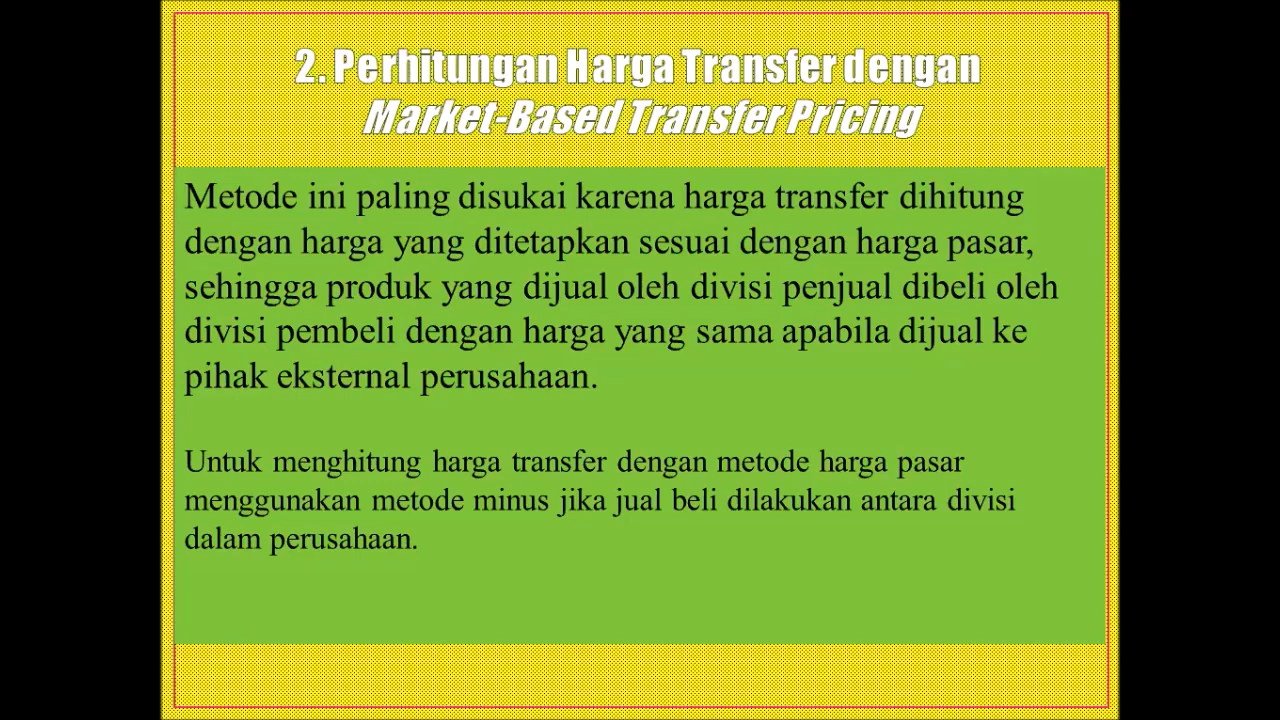 2. Perhitungan Harga Transfer dengan
Market-Based Transfer Pricing
Metode ini paling disukai karena harga transfer dihitung
dengan harga yang ditetapkan sesuai dengan harga pasar,
sehingga produk yang dijual oleh divisi penjual dibeli oleh
divisi pembeli dengan harga yang sama apabila dijual ke
pihak eksternal perusahaan.
Untuk menghitung harga transfer dengan metode harga pasar
menggunakan metode minus jika jual beli dilakukan antara divisi
dalam perusahaan.